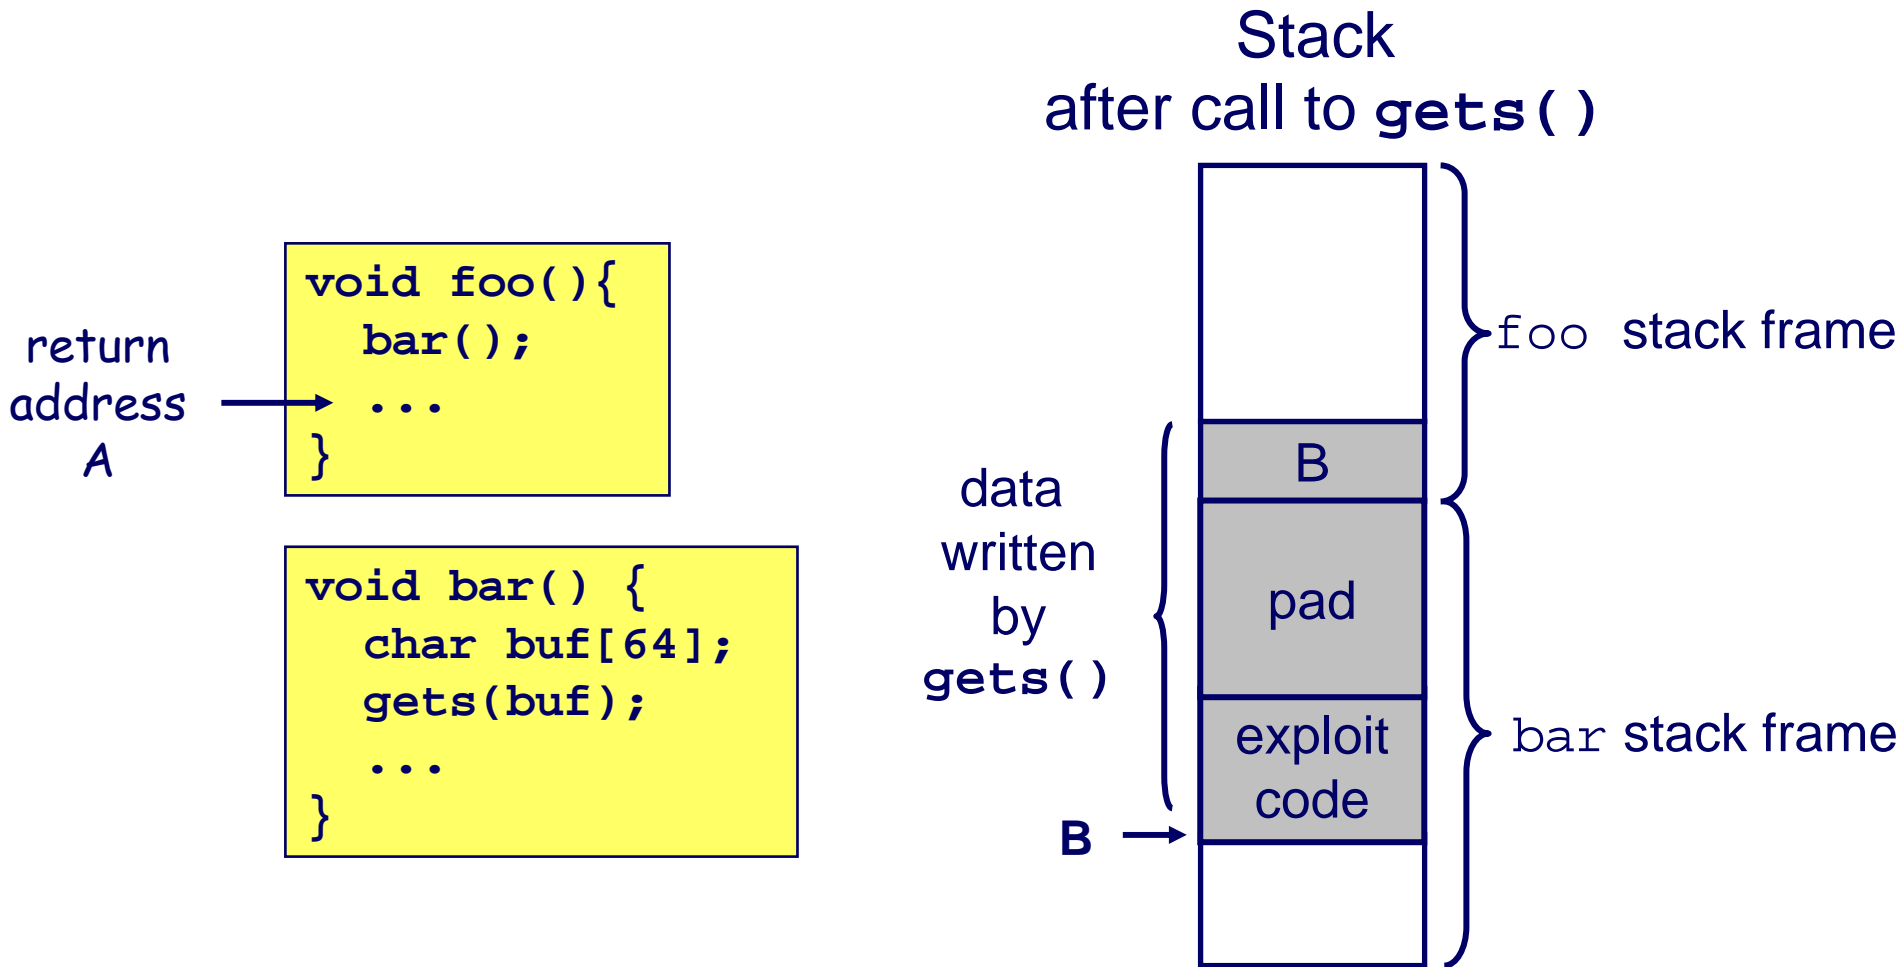 Stack
after call to gets()
void foo(){
  bar();
  ...
}
return
address
A
void bar() {
  char buf[64];
  gets(buf);
  ...
}
data
written
by
gets()
B
pad
exploit
code
B
foo stack frame
bar stack frame